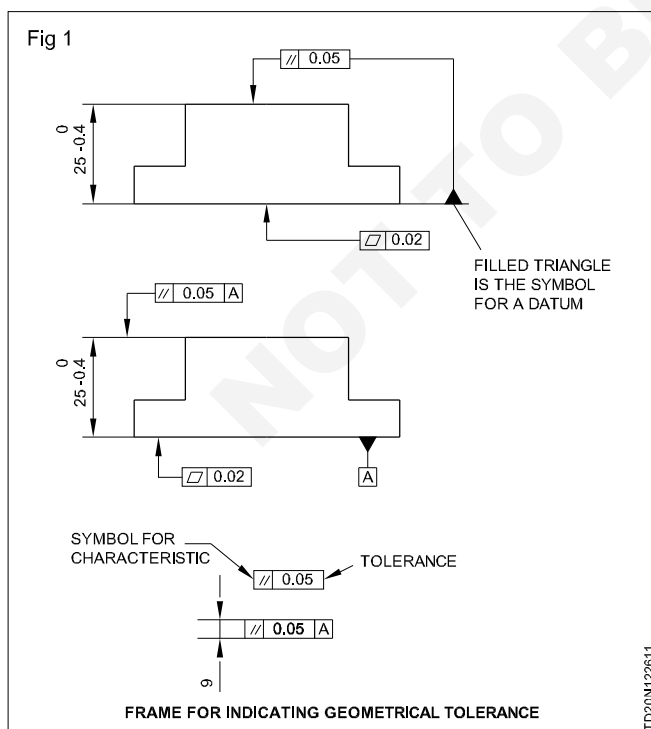 Fig 1
// 0.05
0
25 -0.4
⏥ 0.02
FILLED TRIANGLE
IS THE SYMBOL
FOR A DATUM
// 0.05 A
0
25 -0.4
⏥ 0.02
A
SYMBOL FOR
CHARACTERISTIC
TOLERANCE
// 0.05
// 0.05 A
9
FRAME FOR INDICATING GEOMETRICAL TOLERANCE
TD20N122611
NOT TO B